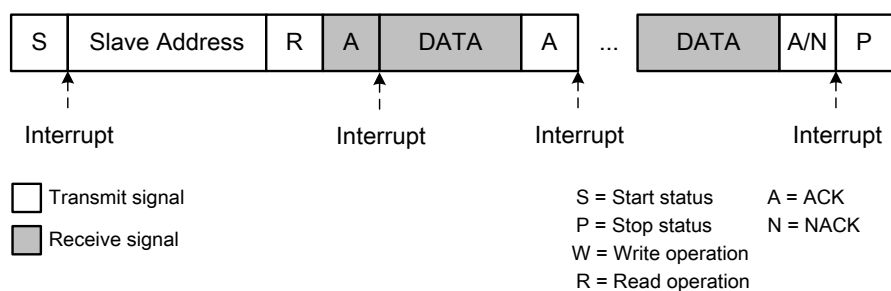 S Slave Address R A DATA A ... DATA A/N P
Interrupt Interrupt Interrupt Interrupt
Transmit signal
Receive signal
S = Start status A = ACK
P = Stop status N = NACK
W = Write operation
R = Read operation